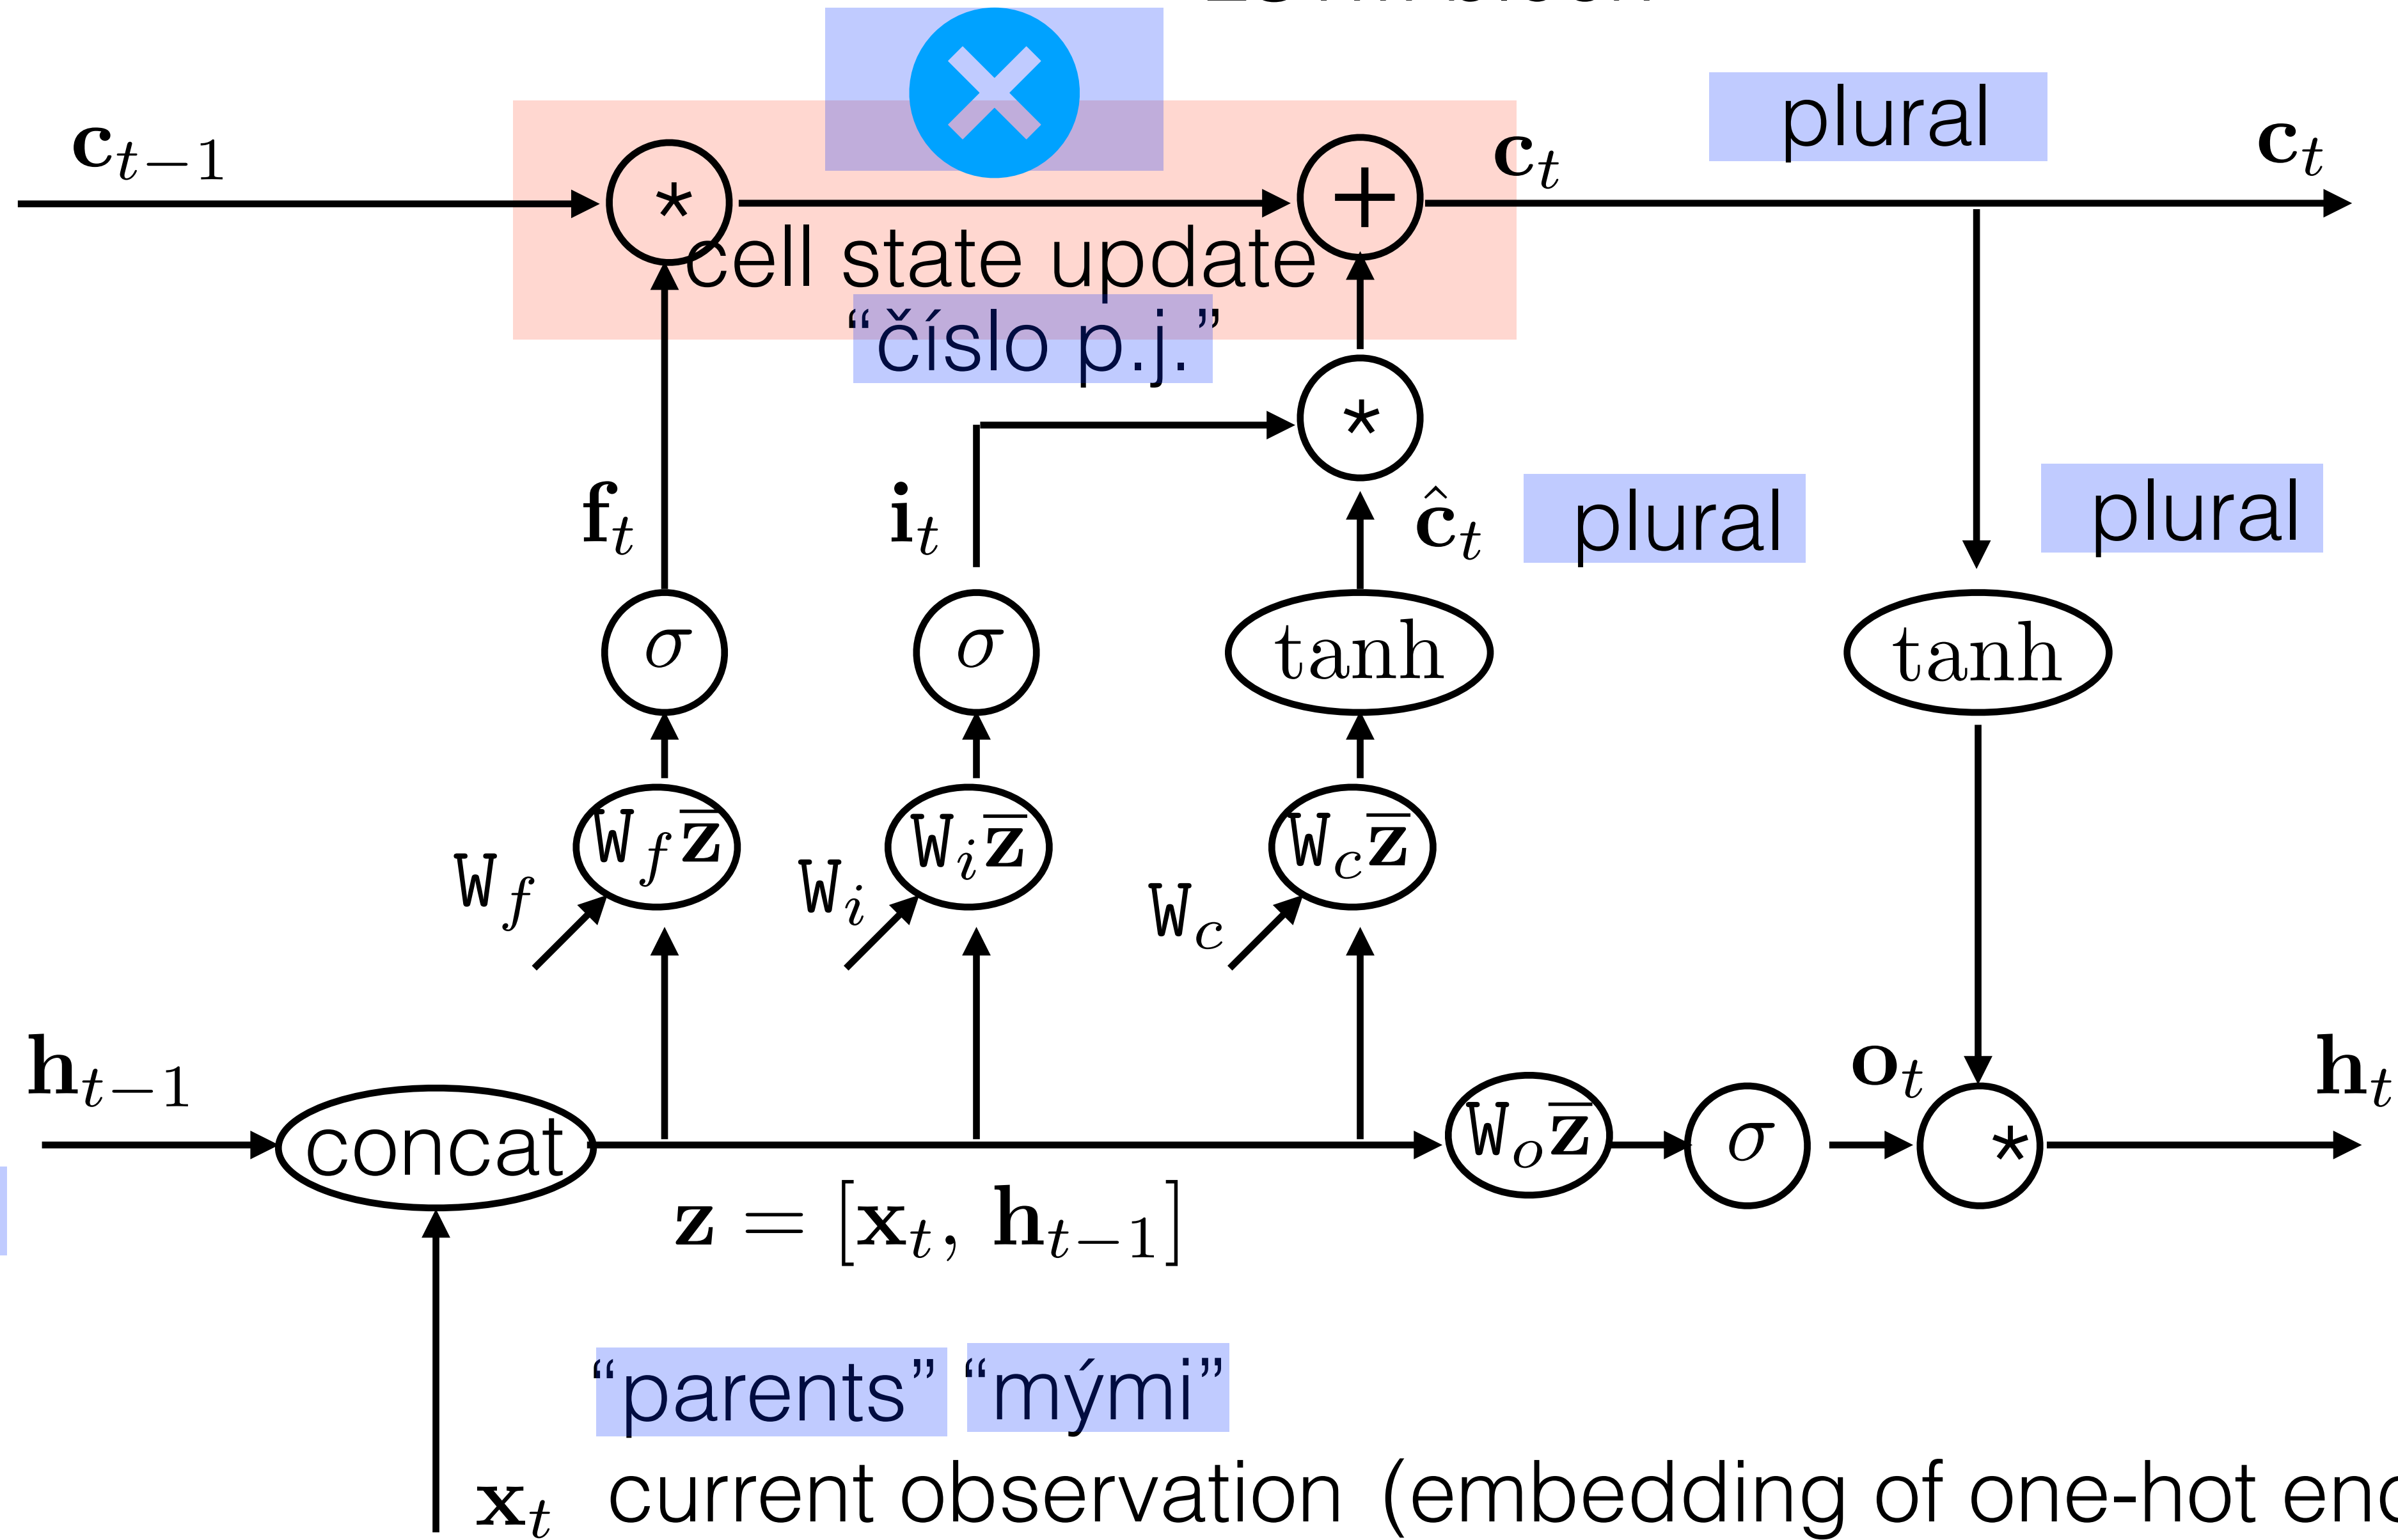 plural
c_{t-1}
c_t
c_t
*
+
cell state update
“číslo p.j.”
*
f_t
i_t
ĉ_t
plural
plural
σ
σ
tanh
tanh
W_f z̅
W_i z̅
W_c z̅
W_f
W_i
W_c
h_{t-1}
o_t
h_t
concat
W_o z̅
σ
*
z = [x_t, h_{t-1}]
“parents” “mými”
x_t current observation (embedding of one-hot